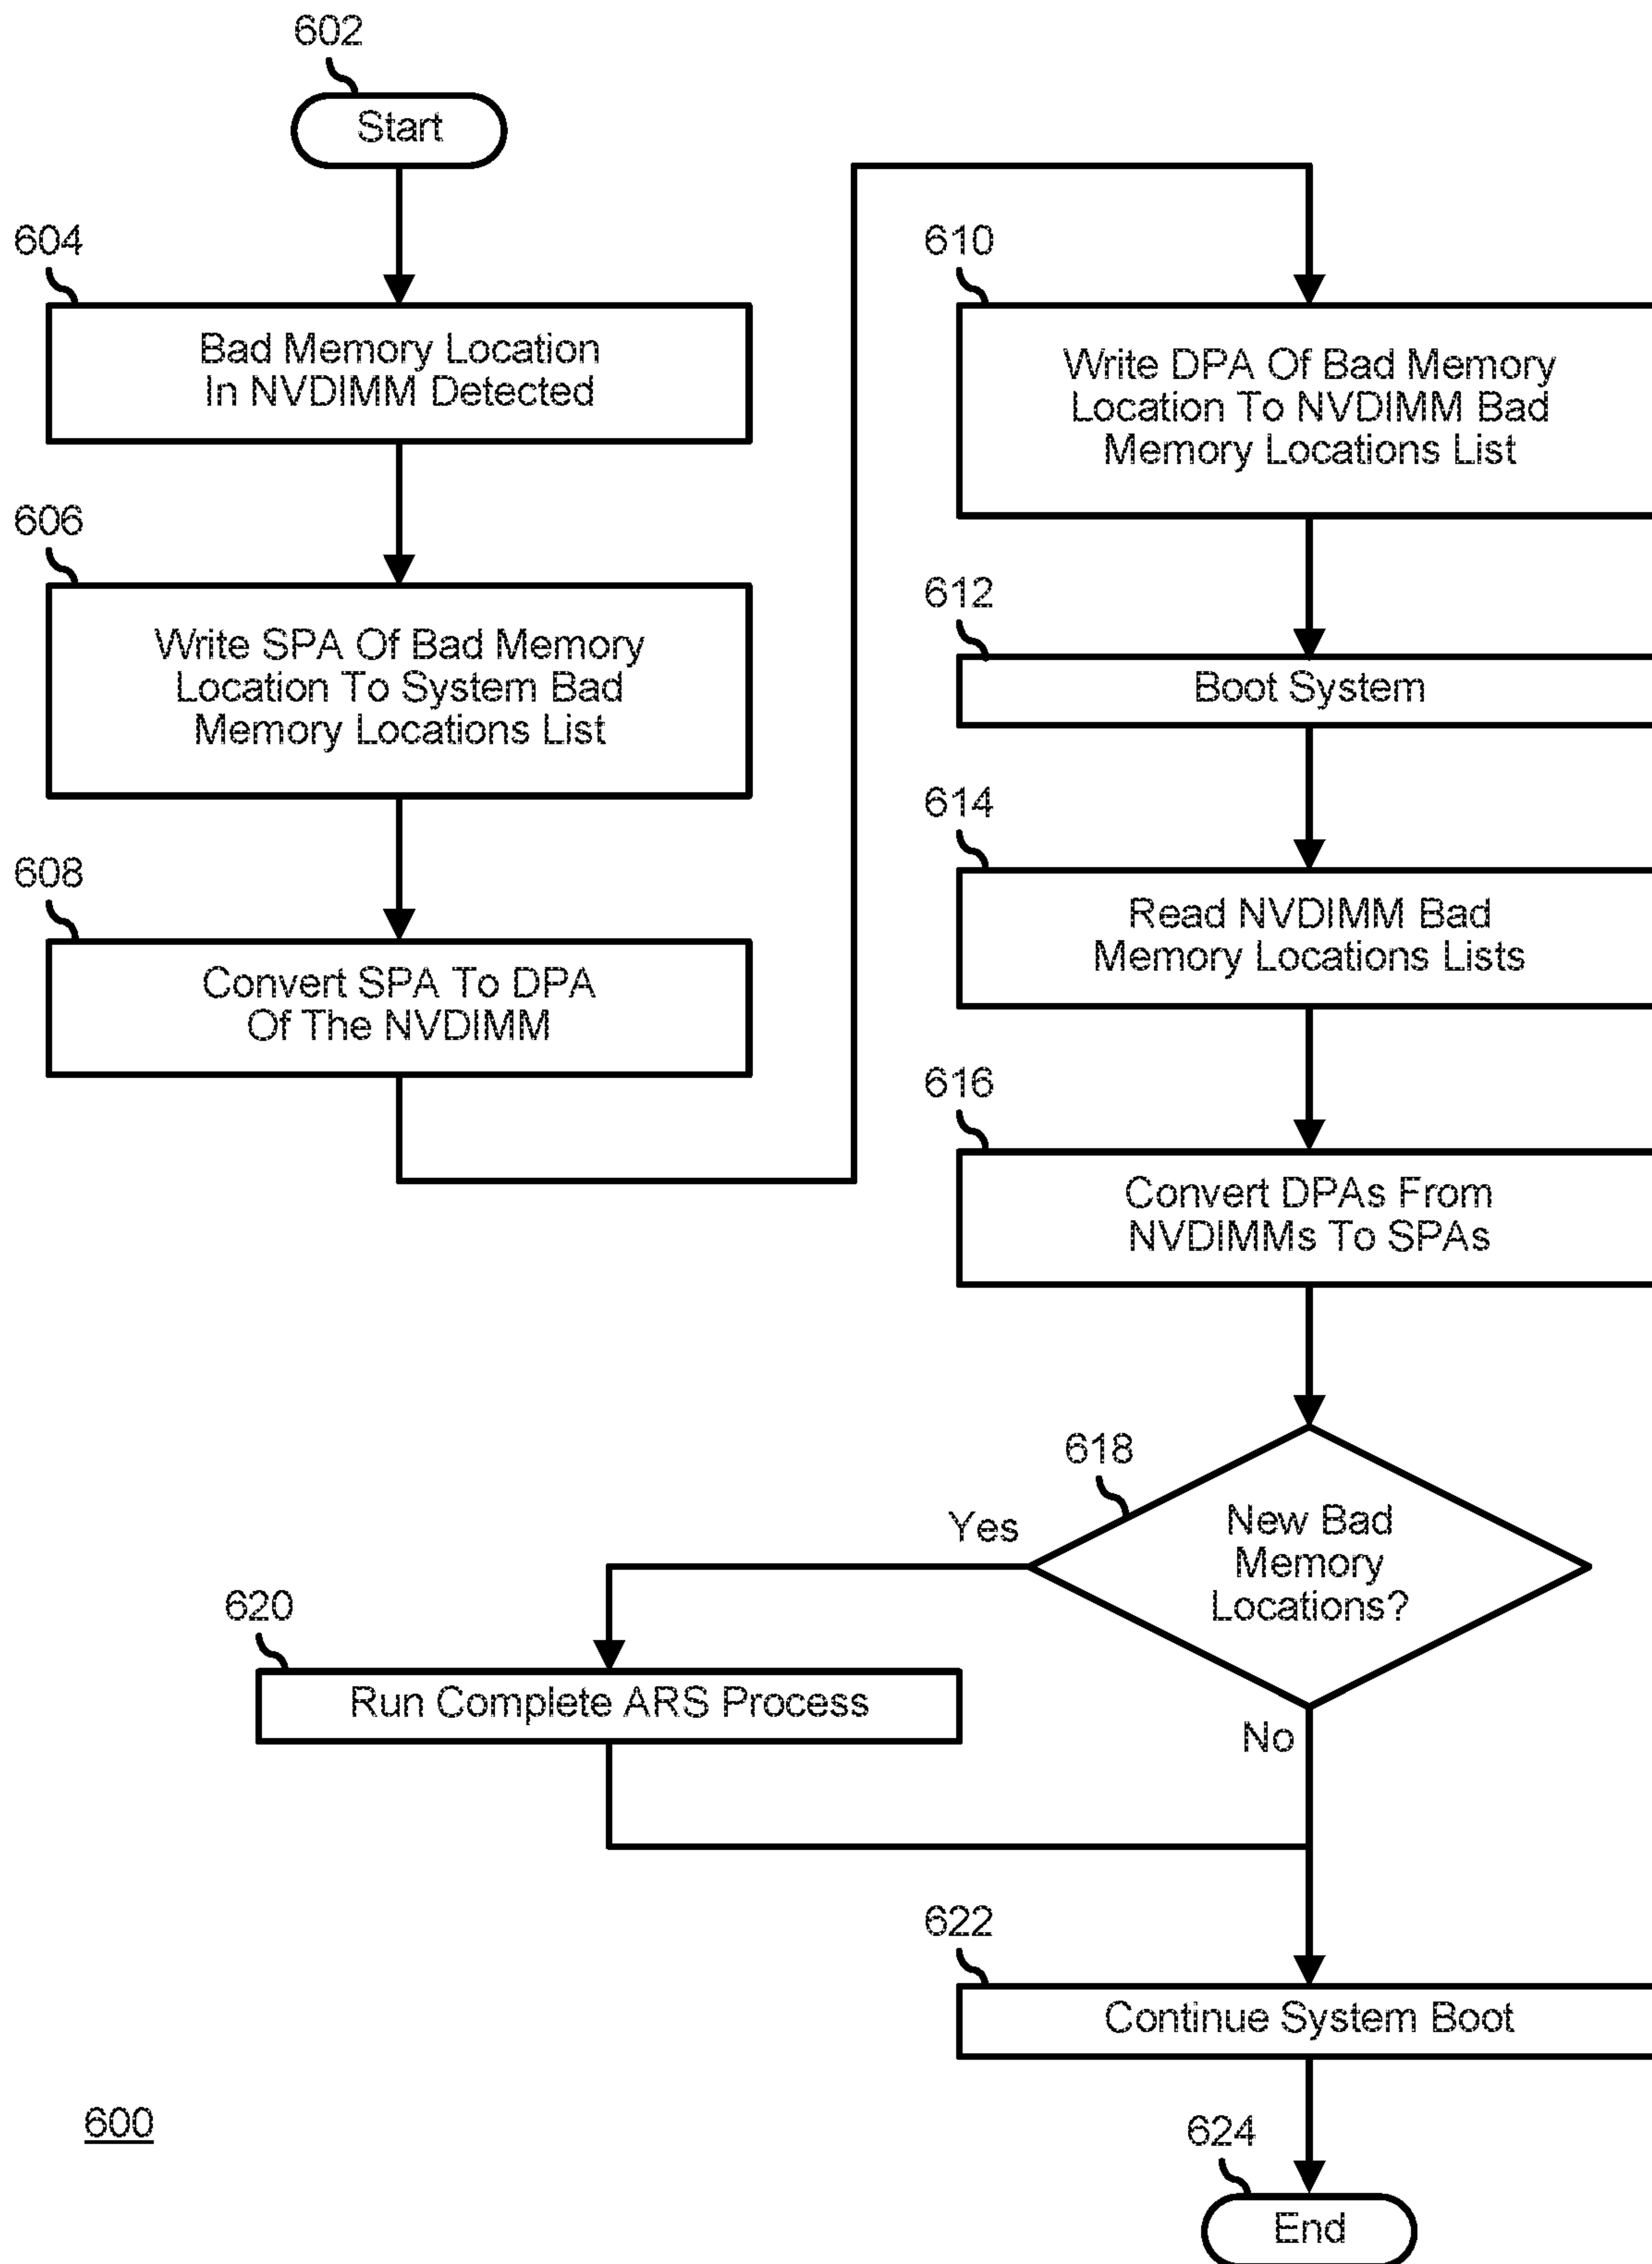 602
Start
604
Bad Memory Location
In NVDIMM Detected
606
Write SPA Of Bad Memory
Location To System Bad
Memory Locations List
608
Convert SPA To DPA
Of The NVDIMM
610
Write DPA Of Bad Memory
Location To NVDIMM Bad
Memory Locations List
612
Boot System
614
Read NVDIMM Bad
Memory Locations Lists
616
Convert DPAs From
NVDIMMs To SPAs
618
New Bad
Memory
Locations?
Yes
No
620
Run Complete ARS Process
622
Continue System Boot
624
End
600